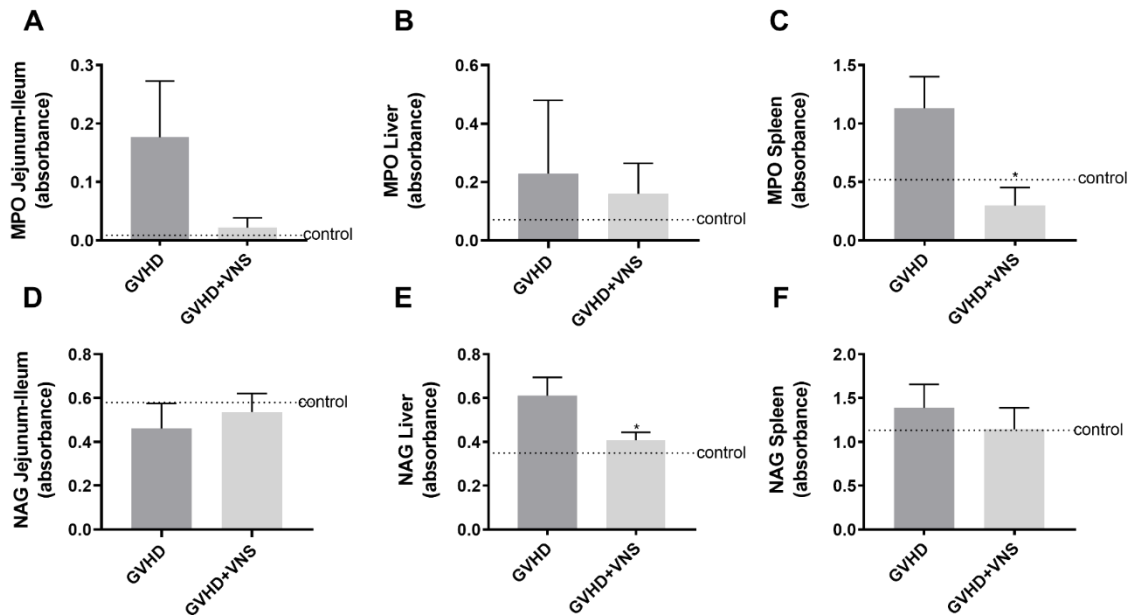 A
MPO Jejunum-Ileum
(absorbance)
0.3
0.2
0.1
0.0
control
GVHD
GVHD+VNS
B
MPO Liver
(absorbance)
0.6
0.4
0.2
0.0
control
GVHD
GVHD+VNS
C
MPO Spleen
(absorbance)
1.5
1.0
0.5
0.0
*
control
GVHD
GVHD+VNS
D
NAG Jejunum-Ileum
(absorbance)
0.8
0.6
0.4
0.2
0.0
control
GVHD
GVHD+VNS
E
NAG Liver
(absorbance)
0.8
0.6
0.4
0.2
0.0
*
control
GVHD
GVHD+VNS
F
NAG Spleen
(absorbance)
2.0
1.5
1.0
0.5
0.0
control
GVHD
GVHD+VNS